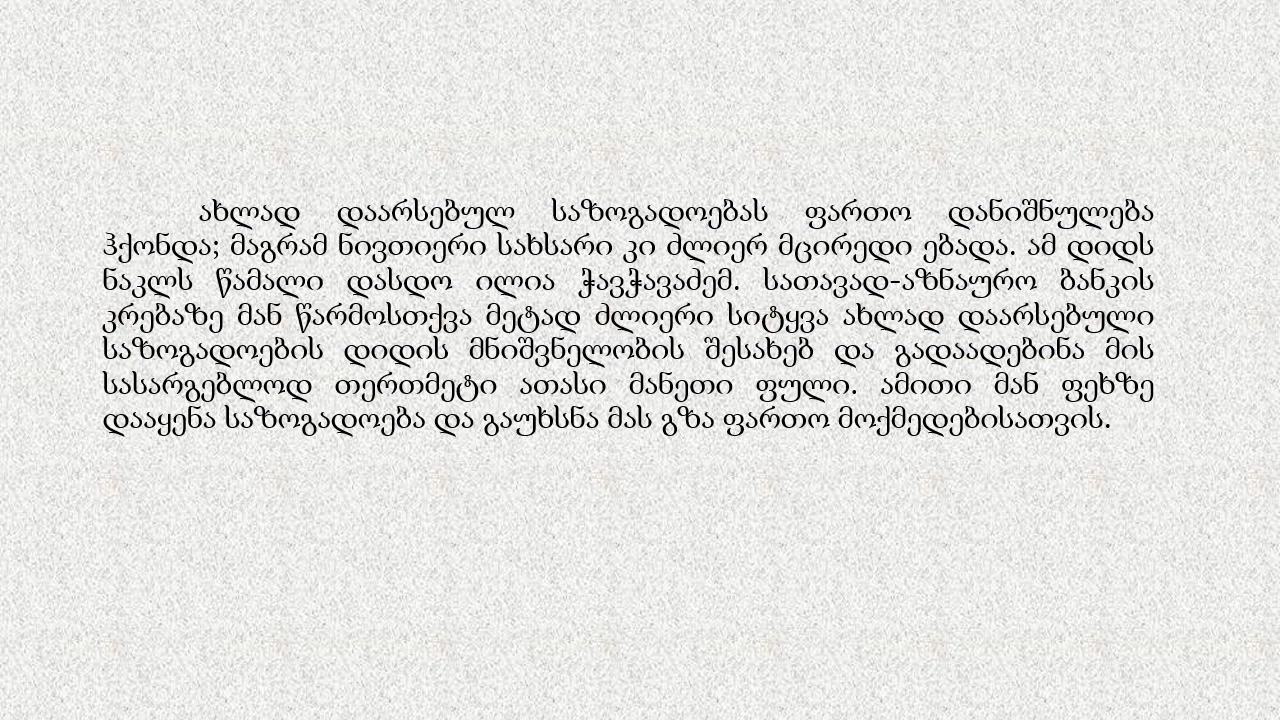 ახლად დაარსებულ საზოგადოებას ფართო დანიშნულება
ჰქონდა; მაგრამ ნივთიერი სახსარი კი ძლიერ მცირედი ებადა. ამ დიდს
ნაკლს წამალი დასდო ილია ჭავჭავაძემ. სათავად-აზნაურო ბანკის
კრებაზე მან წარმოსთქვა მეტად ძლიერი სიტყვა ახლად დაარსებული
საზოგადოების დიდის მნიშვნელობის შესახებ და გადაადებინა მის
სასარგებლოდ თერთმეტი ათასი მანეთი ფული. ამითი მან ფეხზე
დააყენა საზოგადოება და გაუხსნა მას გზა ფართო მოქმედებისათვის.